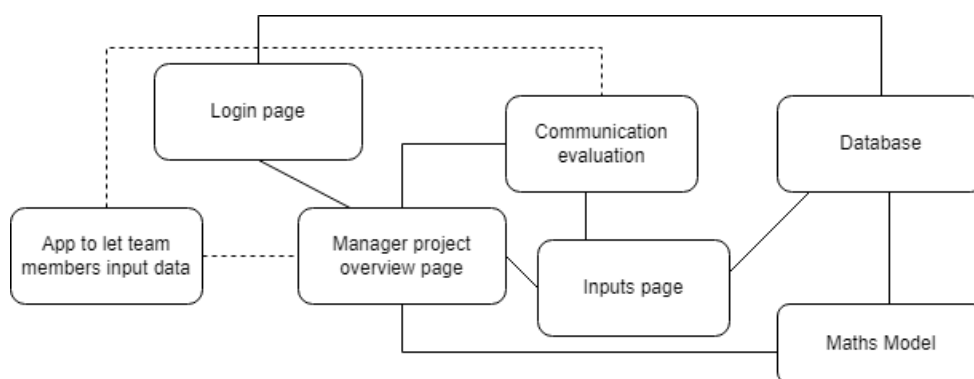 Login page
Communication
evaluation
Database
App to let team
members input data
Manager project
overview page
Inputs page
Maths Model